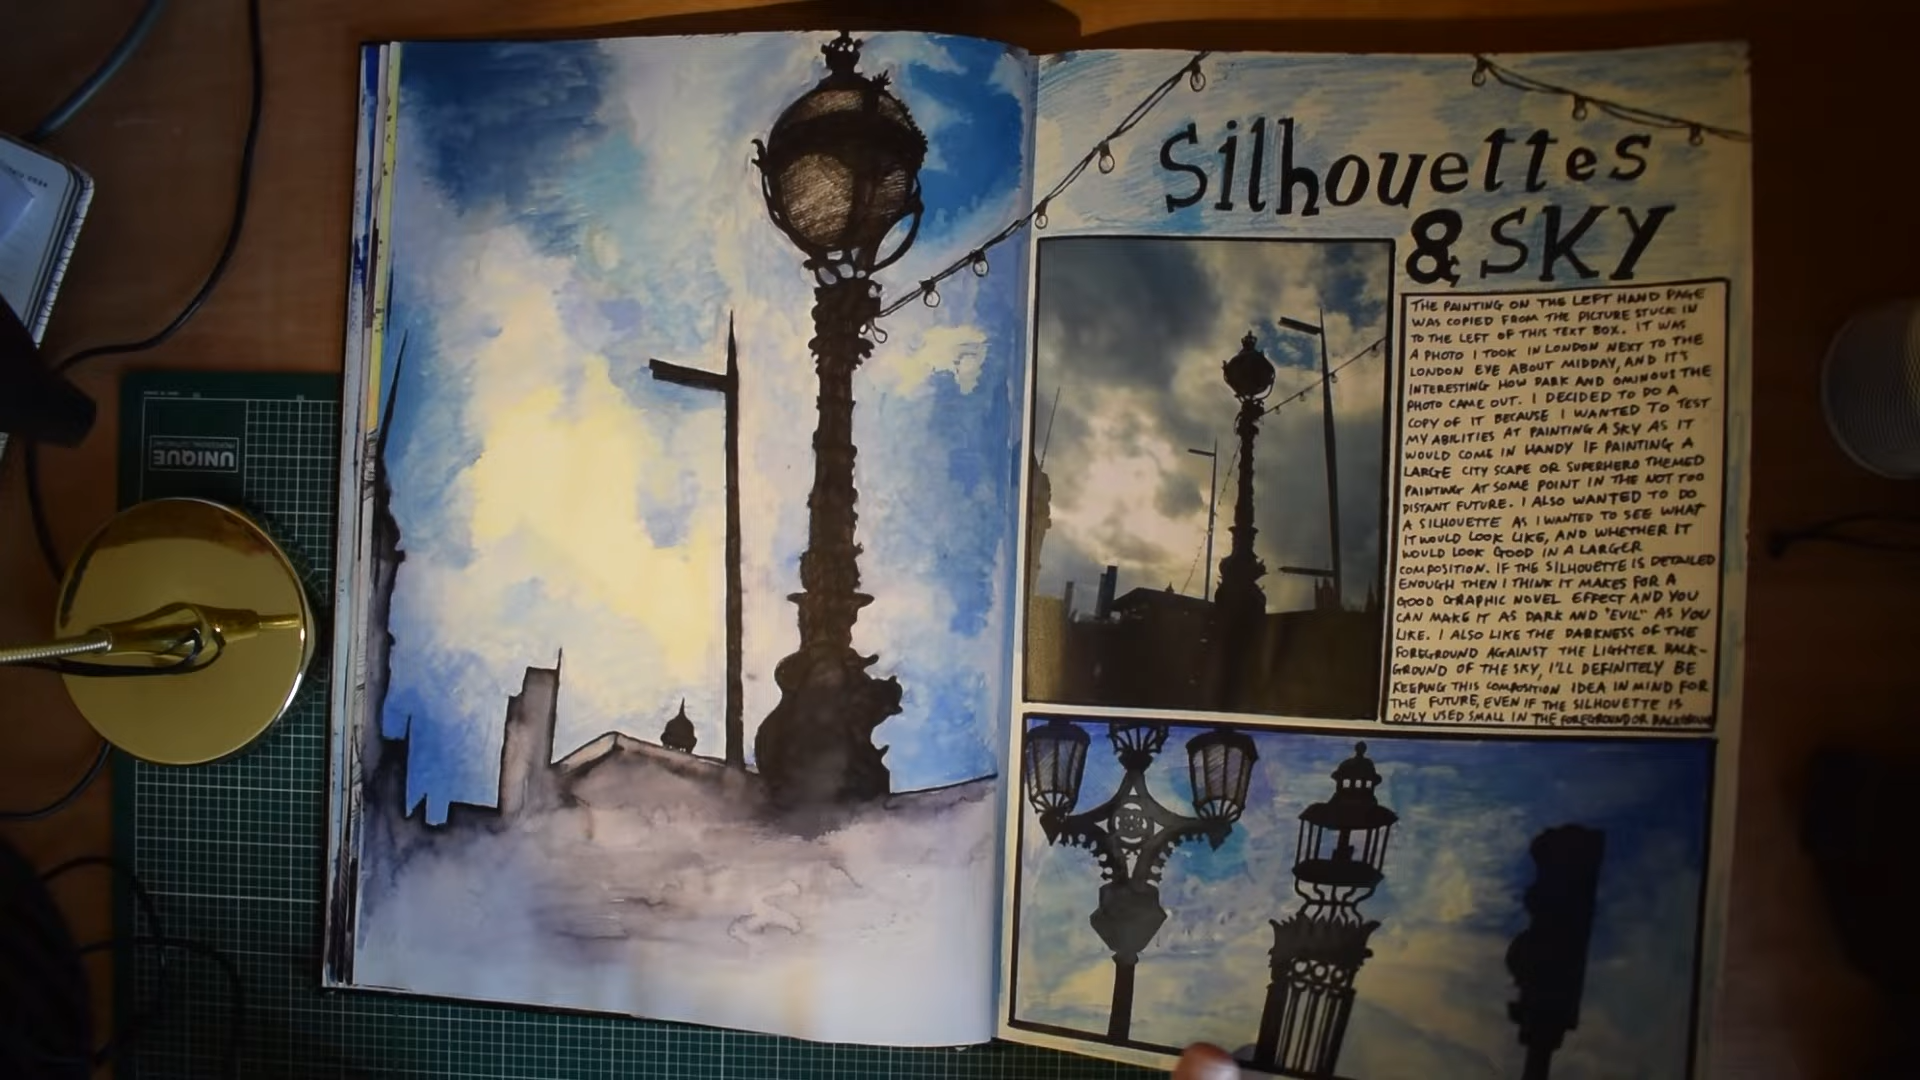 Silhouettes
& SKY
THE PAINTING ON THE LEFT HAND PAGE
WAS COPIED FROM THE PICTURE STUCK IN
TO THE LEFT OF THIS TEXT BOX. IT WAS
A PHOTO I TOOK IN LONDON NEXT TO THE
LONDON EYE ABOUT MIDDAY, AND IT'S
INTERESTING HOW DARK AND OMINOUS THE
PHOTO CAME OUT. I DECIDED TO DO A
COPY OF IT BECAUSE I WANTED TO TEST
MY ABILITIES AT PAINTING A SKY AS IT
WOULD COME IN HANDY IF PAINTING A
LARGE CITY SCAPE OR SUPERHERO THEMED
PAINTING AT SOME POINT IN THE NOT TOO
DISTANT FUTURE. I ALSO WANTED TO DO
A SILHOUETTE AS I WANTED TO SEE WHAT
IT WOULD LOOK LIKE, AND WHETHER IT
WOULD LOOK GOOD IN A LARGER
COMPOSITION. IF THE SILHOUETTE IS DETAILED
ENOUGH THEN I THINK IT MAKES FOR A
GOOD GRAPHIC NOVEL EFFECT AND YOU
CAN MAKE IT AS DARK AND "EVIL" AS YOU
LIKE. I ALSO LIKE THE DARKNESS OF THE
FOREGROUND AGAINST THE LIGHTER BACK-
GROUND OF THE SKY, I'LL DEFINITELY BE
KEEPING THIS COMPOSITION IDEA IN MIND FOR
THE FUTURE, EVEN IF THE SILHOUETTE IS
ONLY USED SMALL IN THE FOREGROUND OR BACKGROUND
UNIQUE